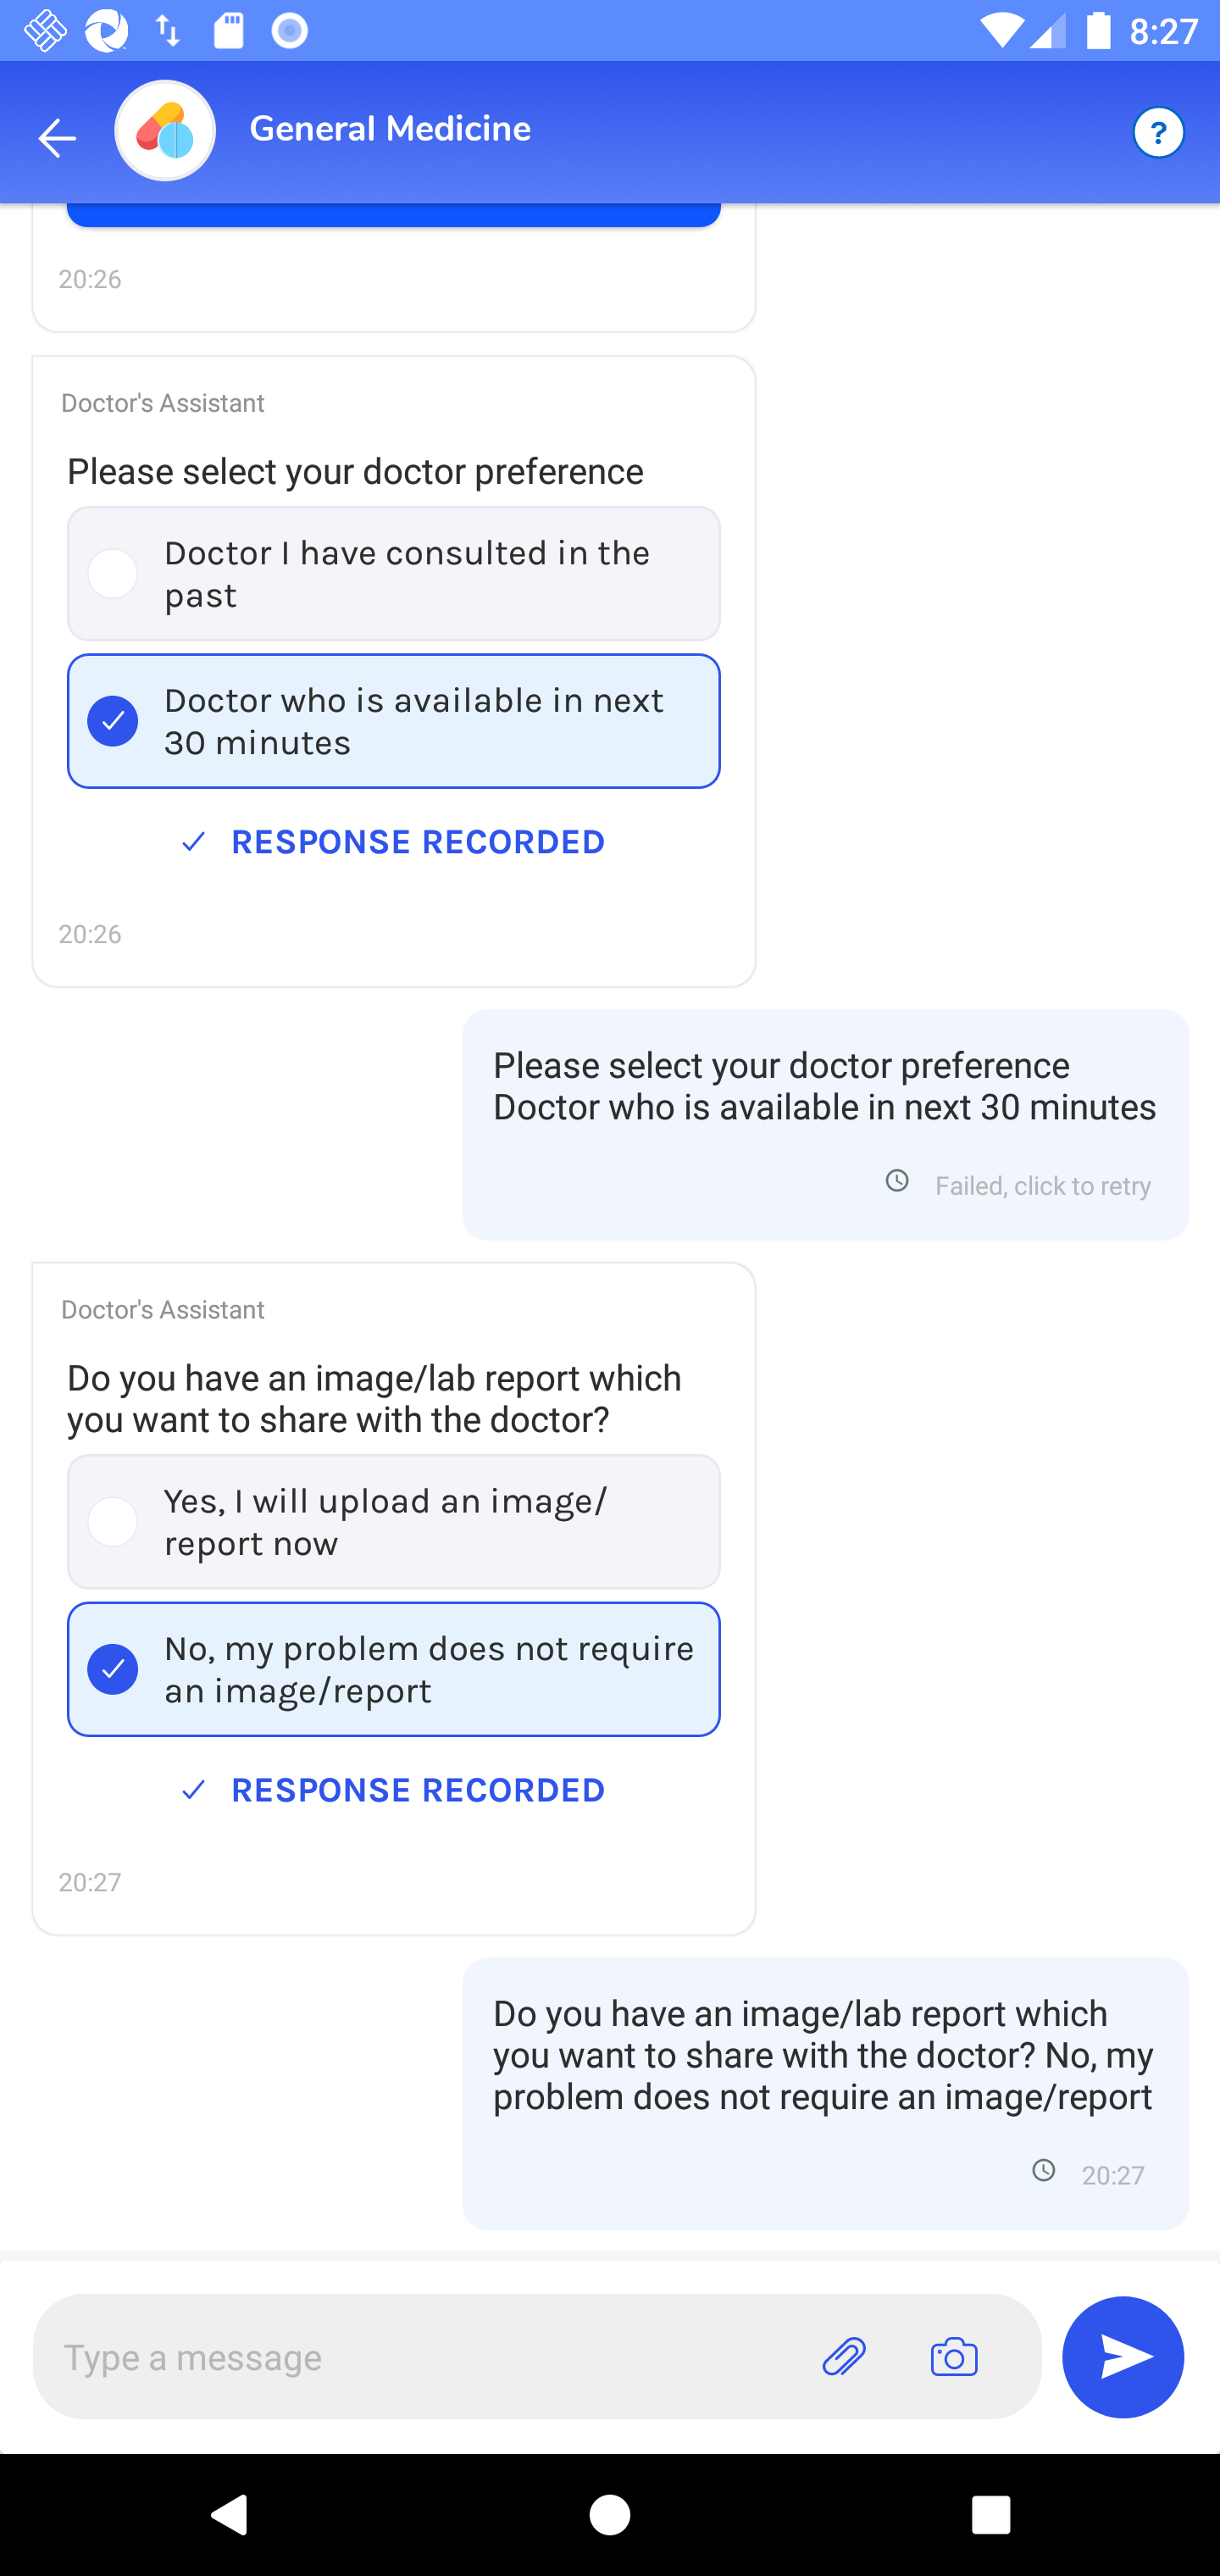 8:27
General Medicine
?
20:26
Doctor's Assistant
Please select your doctor preference
Doctor I have consulted in the
past
Doctor who is available in next
30 minutes
RESPONSE RECORDED
20:26
Please select your doctor preference
Doctor who is available in next 30 minutes
Failed, click to retry
Doctor's Assistant
Do you have an image/lab report which
you want to share with the doctor?
Yes, I will upload an image/
report now
No, my problem does not require
an image/report
RESPONSE RECORDED
20:27
Do you have an image/lab report which
you want to share with the doctor? No, my
problem does not require an image/report
20:27
Type a message